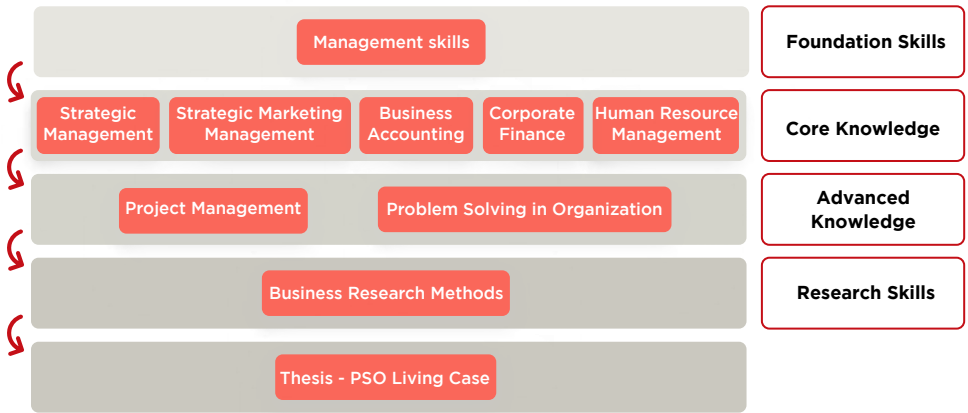 Management skills
Foundation Skills
Strategic
Management
Strategic Marketing
Management
Business
Accounting
Corporate
Finance
Human Resource
Management
Core Knowledge
Project Management
Problem Solving in Organization
Advanced
Knowledge
Business Research Methods
Research Skills
Thesis - PSO Living Case